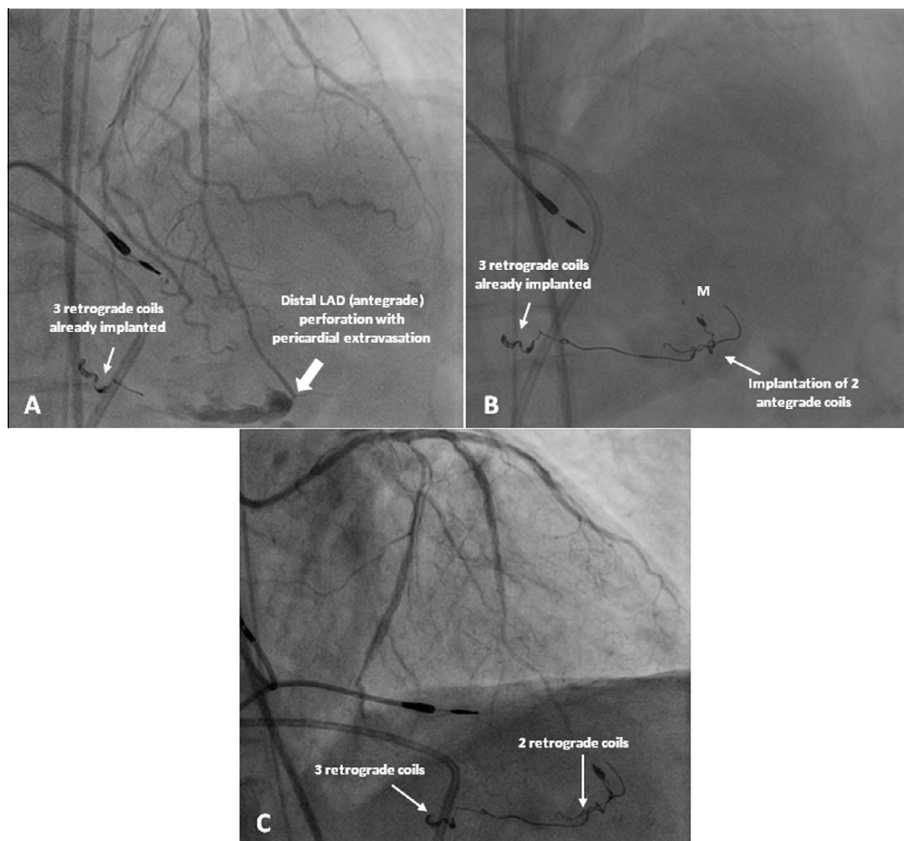 3 retrograde coils
already implanted
Distal LAD (antegrade)
perforation with
pericardial extravasation
A
3 retrograde coils
already implanted
M
Implantation of 2
antegrade coils
B
2 retrograde coils
3 retrograde coils
C